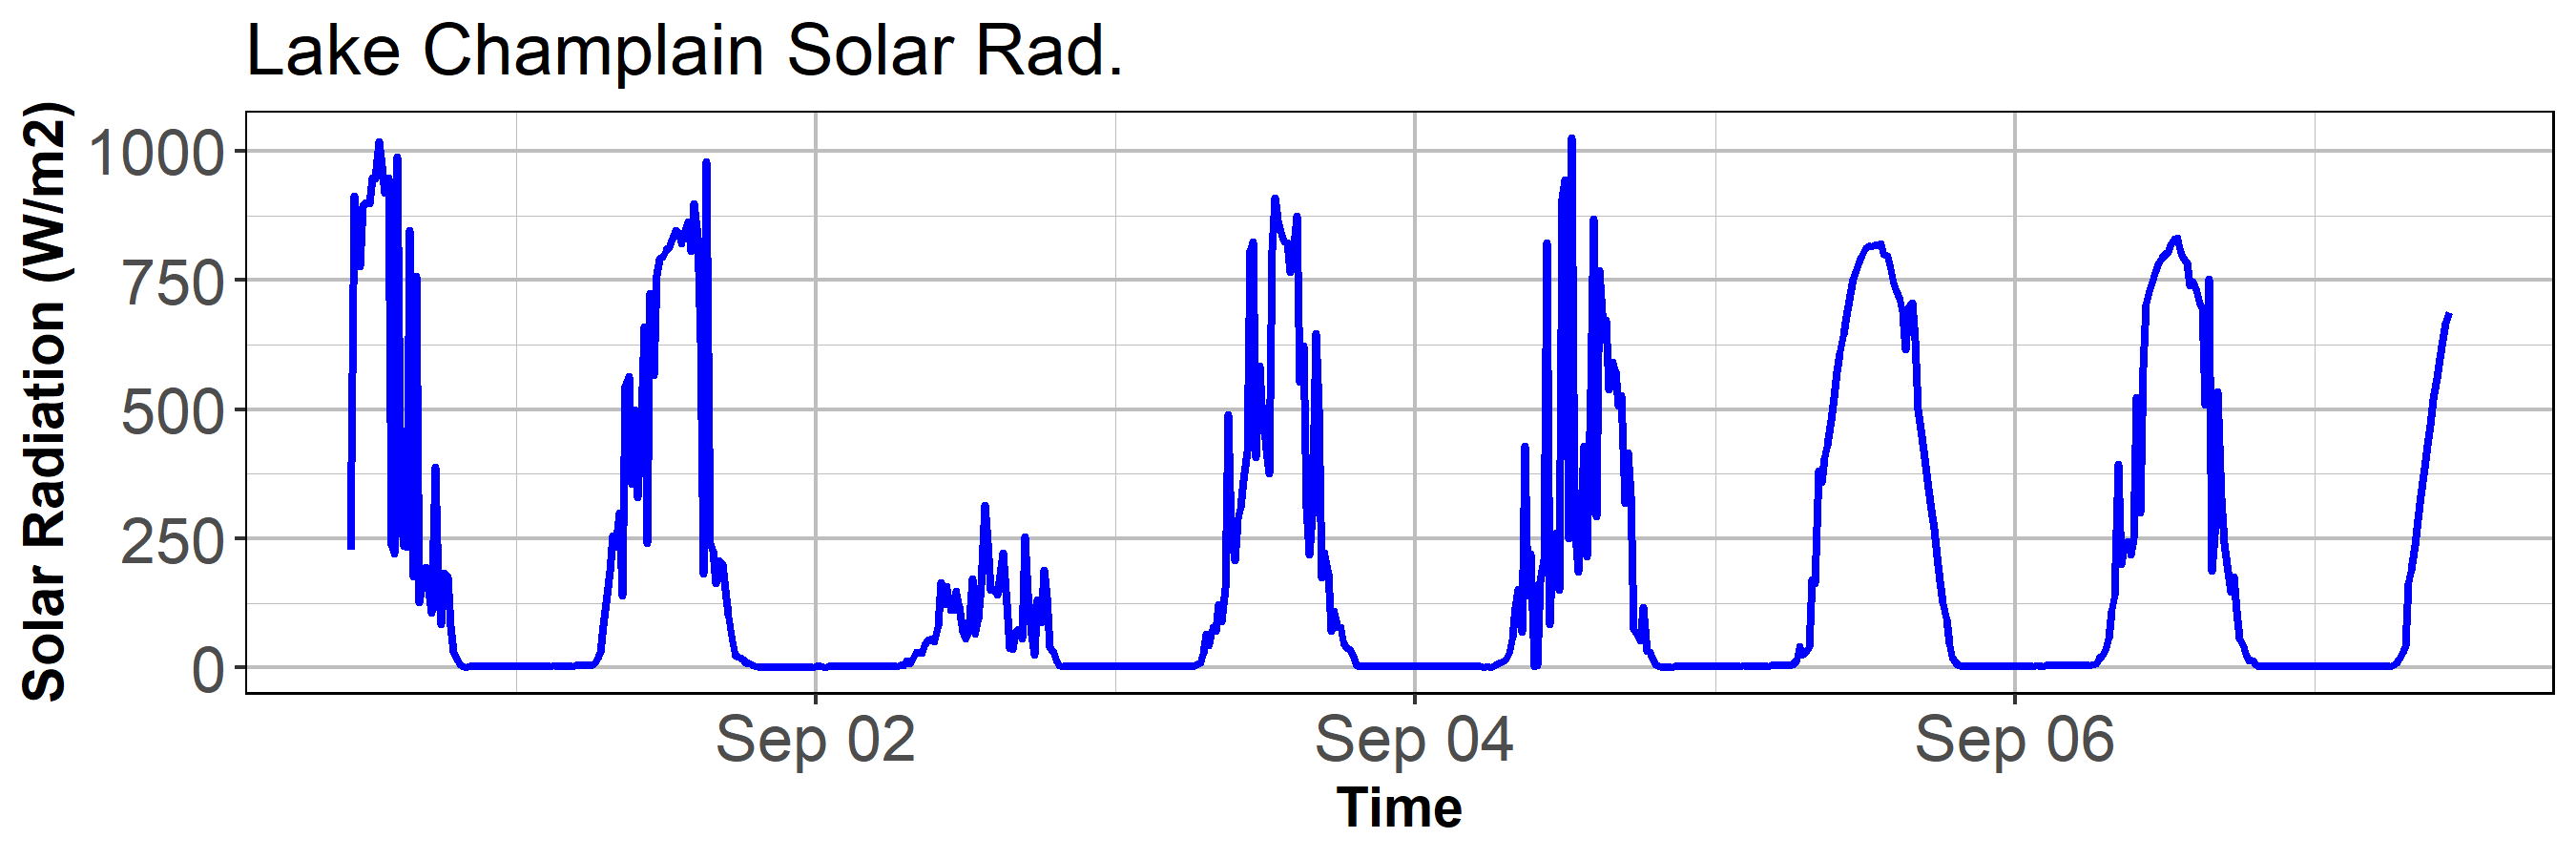 Lake Champlain Solar Rad.
Solar Radiation (W/m2)
1000
750
500
250
0
Sep 02
Sep 04
Sep 06
Time